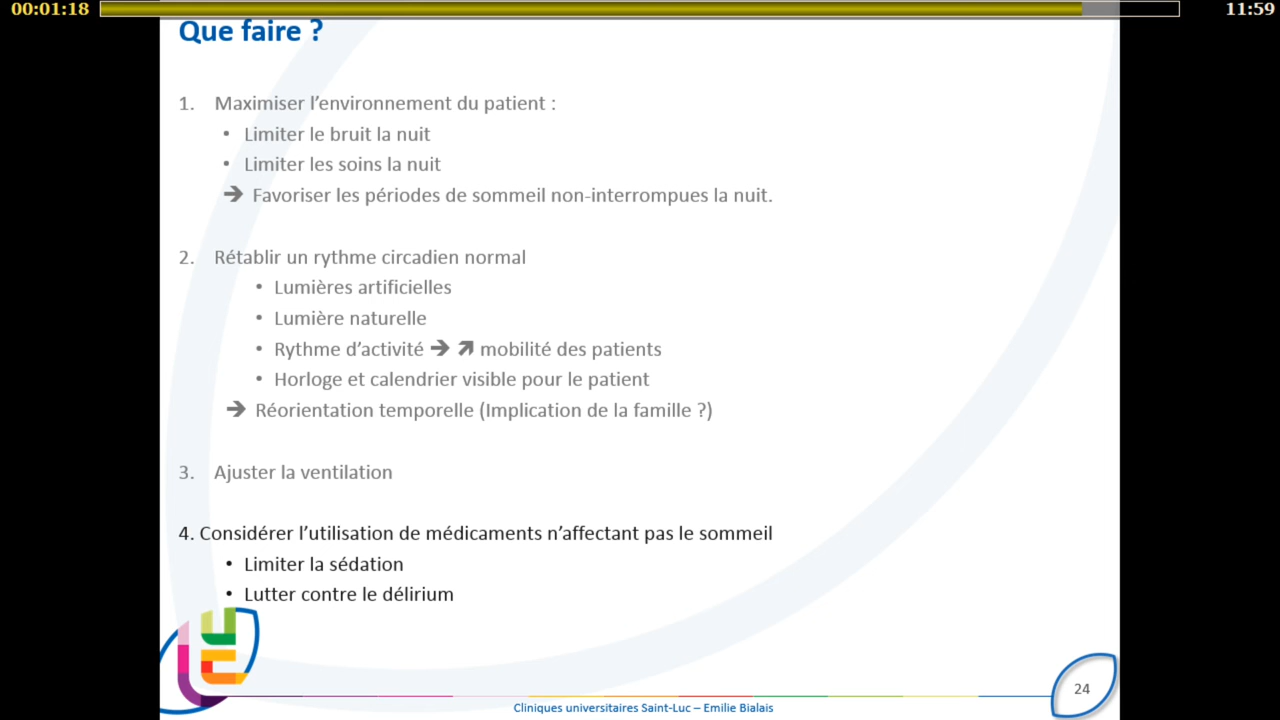 00:01:18
11:59
Que faire ?
1. Maximiser l’environnement du patient :
• Limiter le bruit la nuit
• Limiter les soins la nuit
➔ Favoriser les périodes de sommeil non-interrompues la nuit.
2. Rétablir un rythme circadien normal
• Lumières artificielles
• Lumière naturelle
• Rythme d’activité ➔ ↗ mobilité des patients
• Horloge et calendrier visible pour le patient
➔ Réorientation temporelle (Implication de la famille ?)
3. Ajuster la ventilation
4. Considérer l’utilisation de médicaments n’affectant pas le sommeil
• Limiter la sédation
• Lutter contre le délirium
24
Cliniques universitaires Saint-Luc – Emilie Bialais